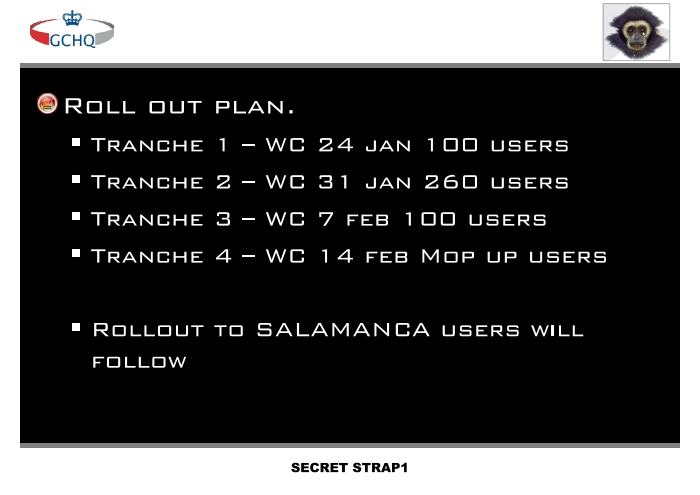 GCHQ
ROLL OUT PLAN.
TRANCHE 1 – WC 24 JAN 100 USERS
TRANCHE 2 – WC 31 JAN 260 USERS
TRANCHE 3 – WC 7 FEB 100 USERS
TRANCHE 4 – WC 14 FEB MOP UP USERS
ROLLOUT TO SALAMANCA USERS WILL
FOLLOW
SECRET STRAP1